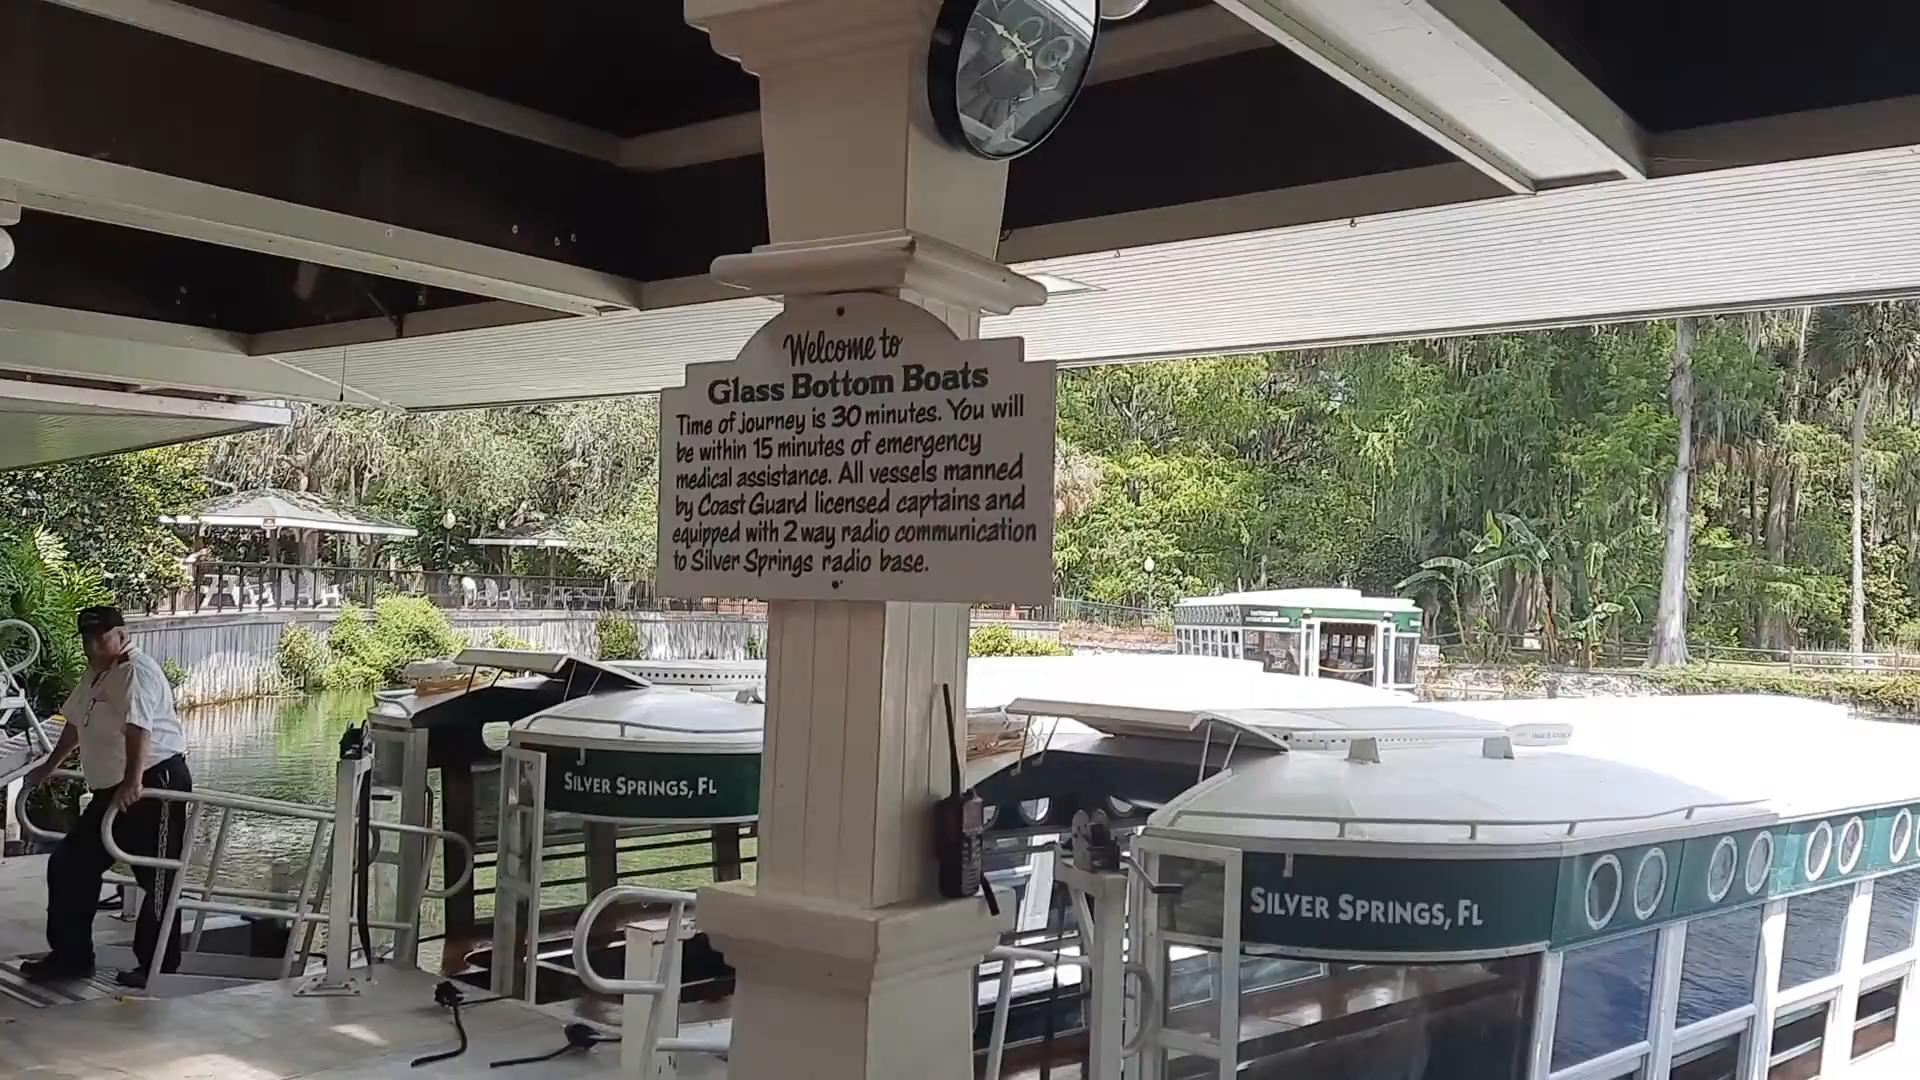 Welcome to
Glass Bottom Boats
Time of journey is 30 minutes. You will
be within 15 minutes of emergency
medical assistance. All vessels manned
by Coast Guard licensed captains and
equipped with 2 way radio communication
to Silver Springs radio base.
SILVER SPRINGS, FL
SILVER SPRINGS, FL